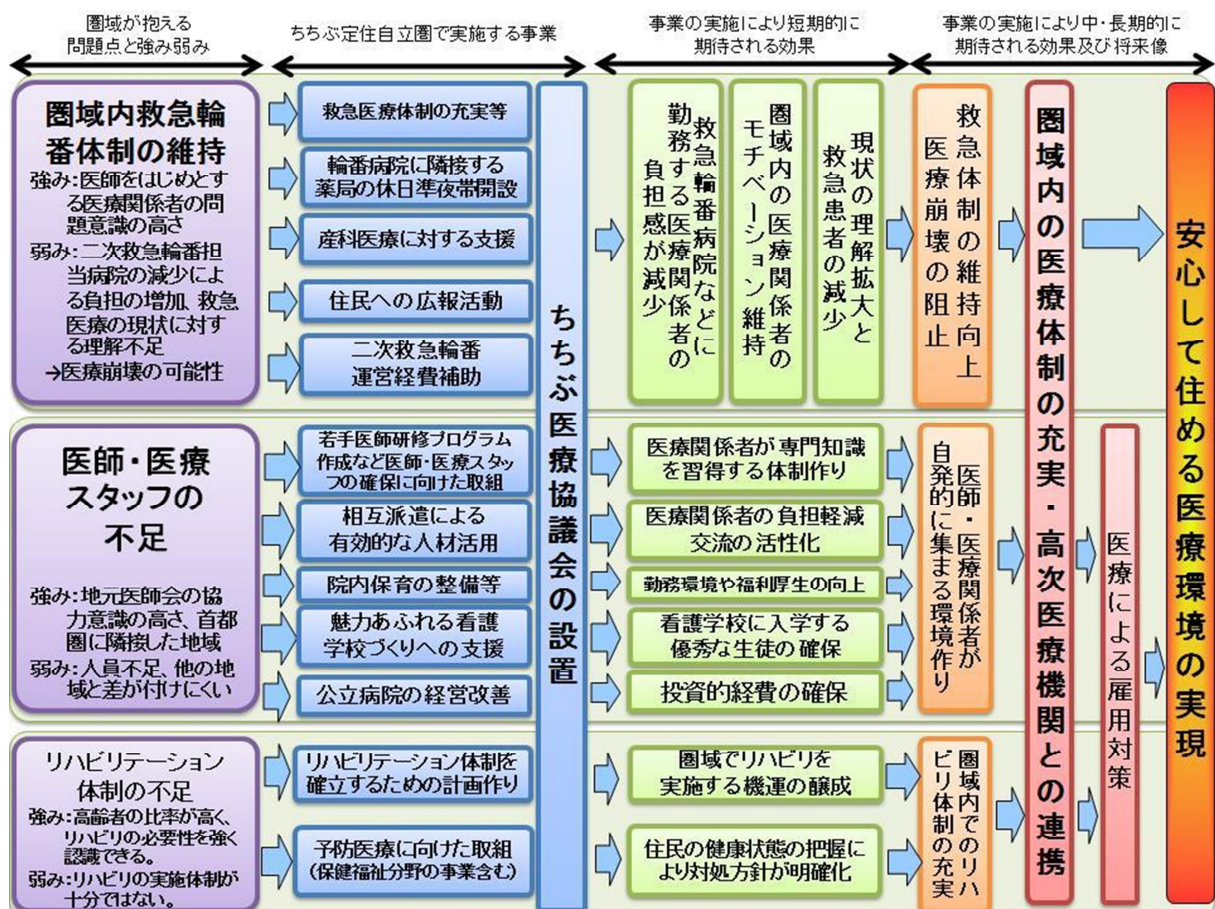 圏域が抱える
問題点と強み弱み
ちちぶ定住自立圏で実施する事業
事業の実施により短期的に
期待される効果
事業の実施により中・長期的に
期待される効果及び将来像
圏域内救急輪
番体制の維持
強み:医師をはじめとす
る医療関係者の問
題意識の高さ
弱み:二次救急輪番担
当病院の減少によ
る負担の増加、救急
医療の現状に対す
る理解不足
→医療崩壊の可能性
救急医療体制の充実等
輪番病院に隣接する
薬局の休日準夜帯開設
産科医療に対する支援
住民への広報活動
二次救急輪番
運営経費補助
ちちぶ医療協議会の設置
救急輪番病院などに
勤務する医療関係者の
負担感が減少
圏域内の医療関係者の
モチベーション維持
現状の理解拡大と
救急患者の減少
救急体制の維持向上
医療崩壊の阻止
圏域内の医療体制の充実・高次医療機関との連携
安心して住める医療環境の実現
医師・医療
スタッフの
不足
強み:地元医師会の協
力意識の高さ、首都
圏に隣接した地域
弱み:人員不足、他の地
域と差が付けにくい
若手医師研修プログラム
作成など医師・医療スタッ
フの確保に向けた取組
相互派遣による
有効的な人材活用
院内保育の整備等
魅力あふれる看護
学校づくりへの支援
公立病院の経営改善
医療関係者が専門知識
を習得する体制作り
医療関係者の負担軽減
交流の活性化
勤務環境や福利厚生の向上
看護学校に入学する
優秀な生徒の確保
投資的経費の確保
医師・医療関係者が
自発的に集まる環境作り
医療による雇用対策
リハビリテーション
体制の不足
強み:高齢者の比率が高く、
リハビリの必要性を強く
認識できる。
弱み:リハビリの実施体制が
十分ではない。
リハビリテーション体制を
確立するための計画作り
予防医療に向けた取組
(保健福祉分野の事業含む)
圏域でリハビリを
実施する機運の醸成
住民の健康状態の把握に
より対処方針が明確化
圏域内でのリハ
ビリ体制の充実